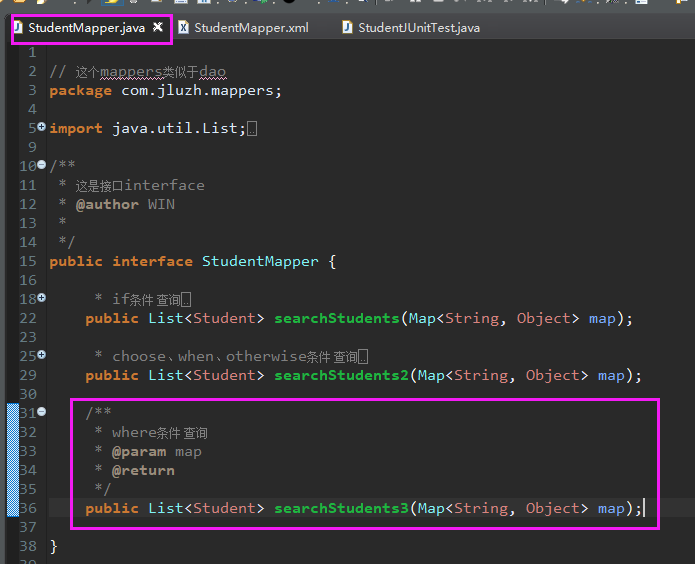 StudentMapper.java StudentMapper.xml StudentJUnitTest.java
1
2 // 这个mappers类似于dao
3 package com.jluzh.mappers;
4
5 import java.util.List;
9
10 /**
11 * 这是接口interface
12 * @author WIN
13 *
14 */
15 public interface StudentMapper {
16
18 * if条件查询
22 public List<Student> searchStudents(Map<String, Object> map);
23
25 * choose、when、otherwise条件查询
29 public List<Student> searchStudents2(Map<String, Object> map);
30
31 /**
32 * where条件查询
33 * @param map
34 * @return
35 */
36 public List<Student> searchStudents3(Map<String, Object> map);
37
38 }